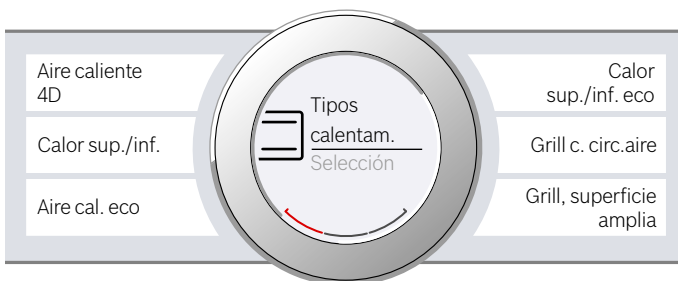 Aire caliente
4D
Calor sup./inf.
Aire cal. eco
Tipos
calentam.
Selección
Calor
sup./inf. eco
Grill c. circ.aire
Grill, superficie
amplia